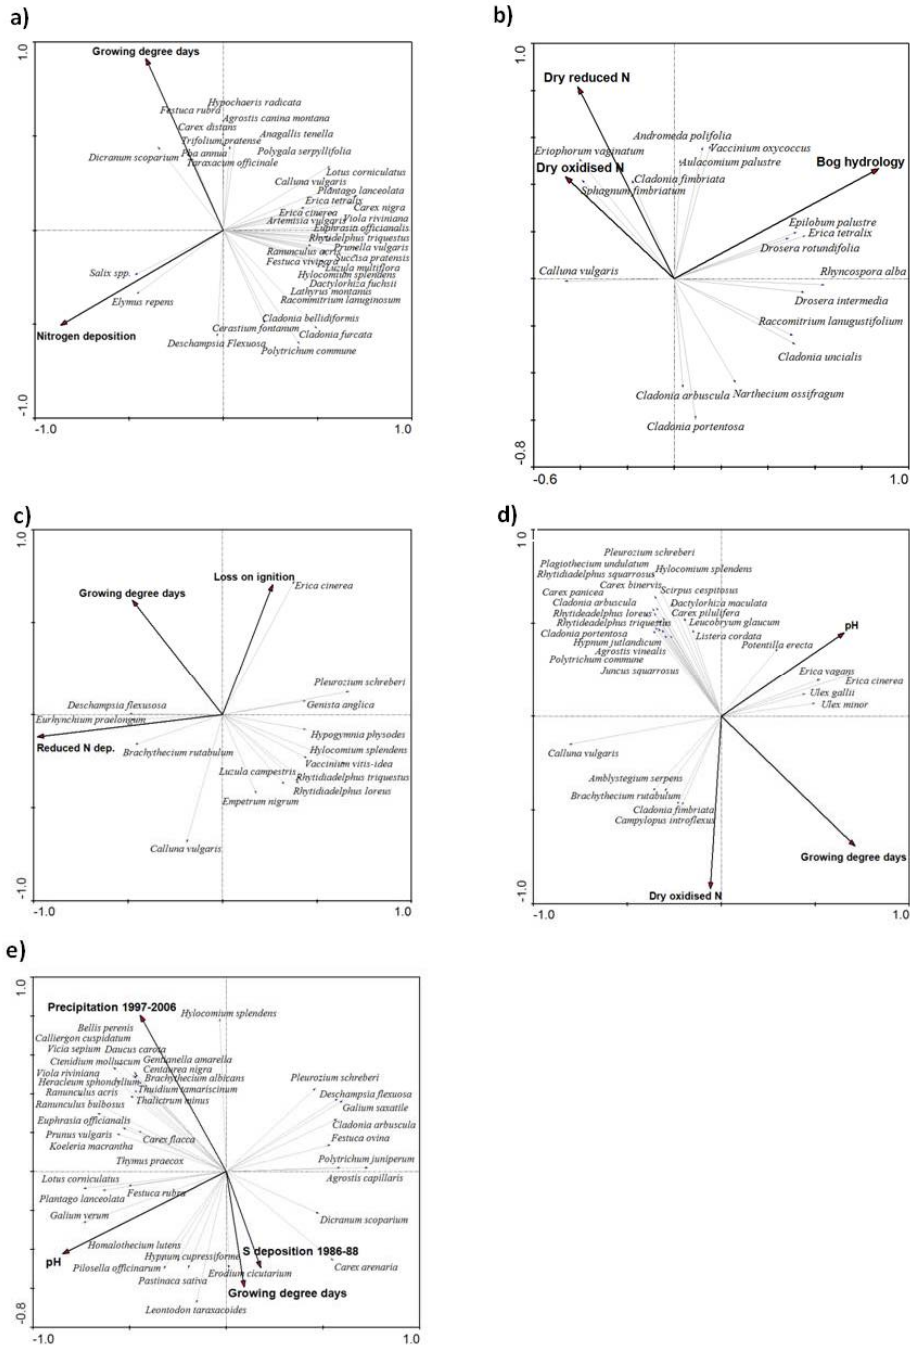 a)
1.0
Growing degree days
Hypochaeris radicata
Festuca rubra
Agrostis canina montana
Carex distans
Anagallis tenella
Trifolium pratense
Dicranum scoparium
Poa annua
Polygala serpyllifolia
Taraxacum officinale
Lotus corniculatus
Calluna vulgaris
Plantago lanceolata
Erica tetralix
Carex nigra
Erica cinerea
Artemisia vulgaris
Viola riviniana
Euphrasia officianalis
Rhytidelphus triquestus
Ranunculus acris
Prunella vulgaris
Festuca vivipara
Succisa pratensis
Luzula multiflora
Salix spp.
Hylocomium splendens
Dactylorhiza fuchsii
Lathyrus montanus
Elymus repens
Racomitrium lanuginosum
Cladonia bellidiformis
Nitrogen deposition
Cerastium fontanum
Cladonia furcata
Deschampsia Flexuosa
Polytrichum commune
-1.0
-1.0
1.0
b)
1.0
Dry reduced N
Andromeda polifolia
Eriophorum vaginatum
Vaccinium oxycoccus
Dry oxidised N
Aulacomium palustre
Bog hydrology
Cladonia fimbriata
Sphagnum fimbriatum
Epilobum palustre
Erica tetralix
Drosera rotundifolia
Calluna vulgaris
Rhyncospora alba
Drosera intermedia
Raccomitrium lanugustifolium
Cladonia uncialis
Cladonia arbuscula
Narthecium ossifragum
Cladonia portentosa
-0.8
-0.6
1.0
c)
1.0
Loss on ignition
Erica cinerea
Growing degree days
Pleurozium schreberi
Deschampsia flexusosa
Genista anglica
Eurhynchium praelongum
Hypogymnia physodes
Reduced N dep.
Brachythecium rutabulum
Hylocomium splendens
Vaccinium vitis-idea
Luzula campestris
Rhytidiadelphus triquestus
Rhytidiadelphus loreus
Empetrum nigrum
Calluna vulgaris
-1.0
-1.0
1.0
d)
1.0
Pleurozium schreberi
Plagiothecium undulatum
Hylocomium splendens
Rhytidiadelphus squarrosus
Carex binervis
Carex panicea
Scirpus cespitosus
Cladonia arbuscula
Dactylorhiza maculata
Rhytideadelphus loreus
Carex pilulifera
Rhytideadelphus triquestus
Leucobryum glaucum
Cladonia portentosa
Listera cordata
pH
Hypnum jutlandicum
Potentilla erecta
Agrostis vinealis
Polytrichum commune
Juncus squarrosus
Erica vagans
Erica cinerea
Ulex gallii
Ulex minor
Calluna vulgaris
Amblystegium serpens
Brachythecium rutabulum
Cladonia fimbriata
Campylopus introflexus
Growing degree days
Dry oxidised N
-1.0
-1.0
1.0
e)
1.0
Precipitation 1997-2006
Hylocomium splendens
Bellis perenis
Calliergon cuspidatum
Vicia sepium
Daucus carota
Ctenidium molluscum
Gentianella amarella
Viola riviniana
Centaurea nigra
Heracleum sphondylium
Brachythecium albicans
Pleurozium schreberi
Ranunculus acris
Thuidium tamariscinum
Deschampsia flexuosa
Ranunculus bulbosus
Thalictrum minus
Galium saxatile
Euphrasia officianalis
Cladonia arbuscula
Prunus vulgaris
Carex flacca
Festuca ovina
Koeleria macrantha
Thymus praecox
Polytrichum juniperum
Lotus corniculatus
Agrostis capillaris
Plantago lanceolata
Festuca rubra
Galium verum
Dicranum scoparium
Homalothecium lutens
S deposition 1986-88
pH
Hypnum cupressiforme
Pilosella officinarum
Erodium cicutarium
Carex arenaria
Pastinaca sativa
Growing degree days
Leontodon taraxacoides
-0.8
-1.0
1.0